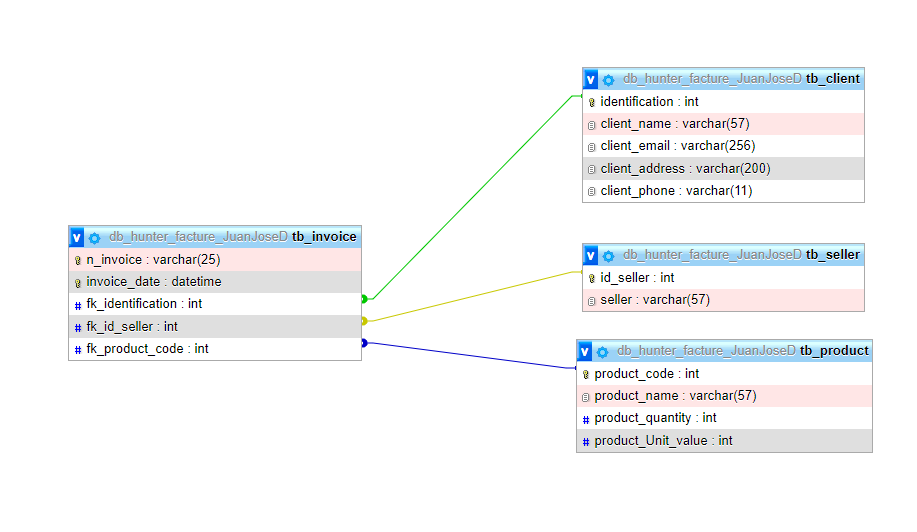 db_hunter_facture_JuanJoseD tb_client
identification : int
client_name : varchar(57)
client_email : varchar(256)
client_address : varchar(200)
client_phone : varchar(11)
db_hunter_facture_JuanJoseD tb_invoice
n_invoice : varchar(25)
invoice_date : datetime
fk_identification : int
fk_id_seller : int
fk_product_code : int
db_hunter_facture_JuanJoseD tb_seller
id_seller : int
seller : varchar(57)
db_hunter_facture_JuanJoseD tb_product
product_code : int
product_name : varchar(57)
product_quantity : int
product_Unit_value : int